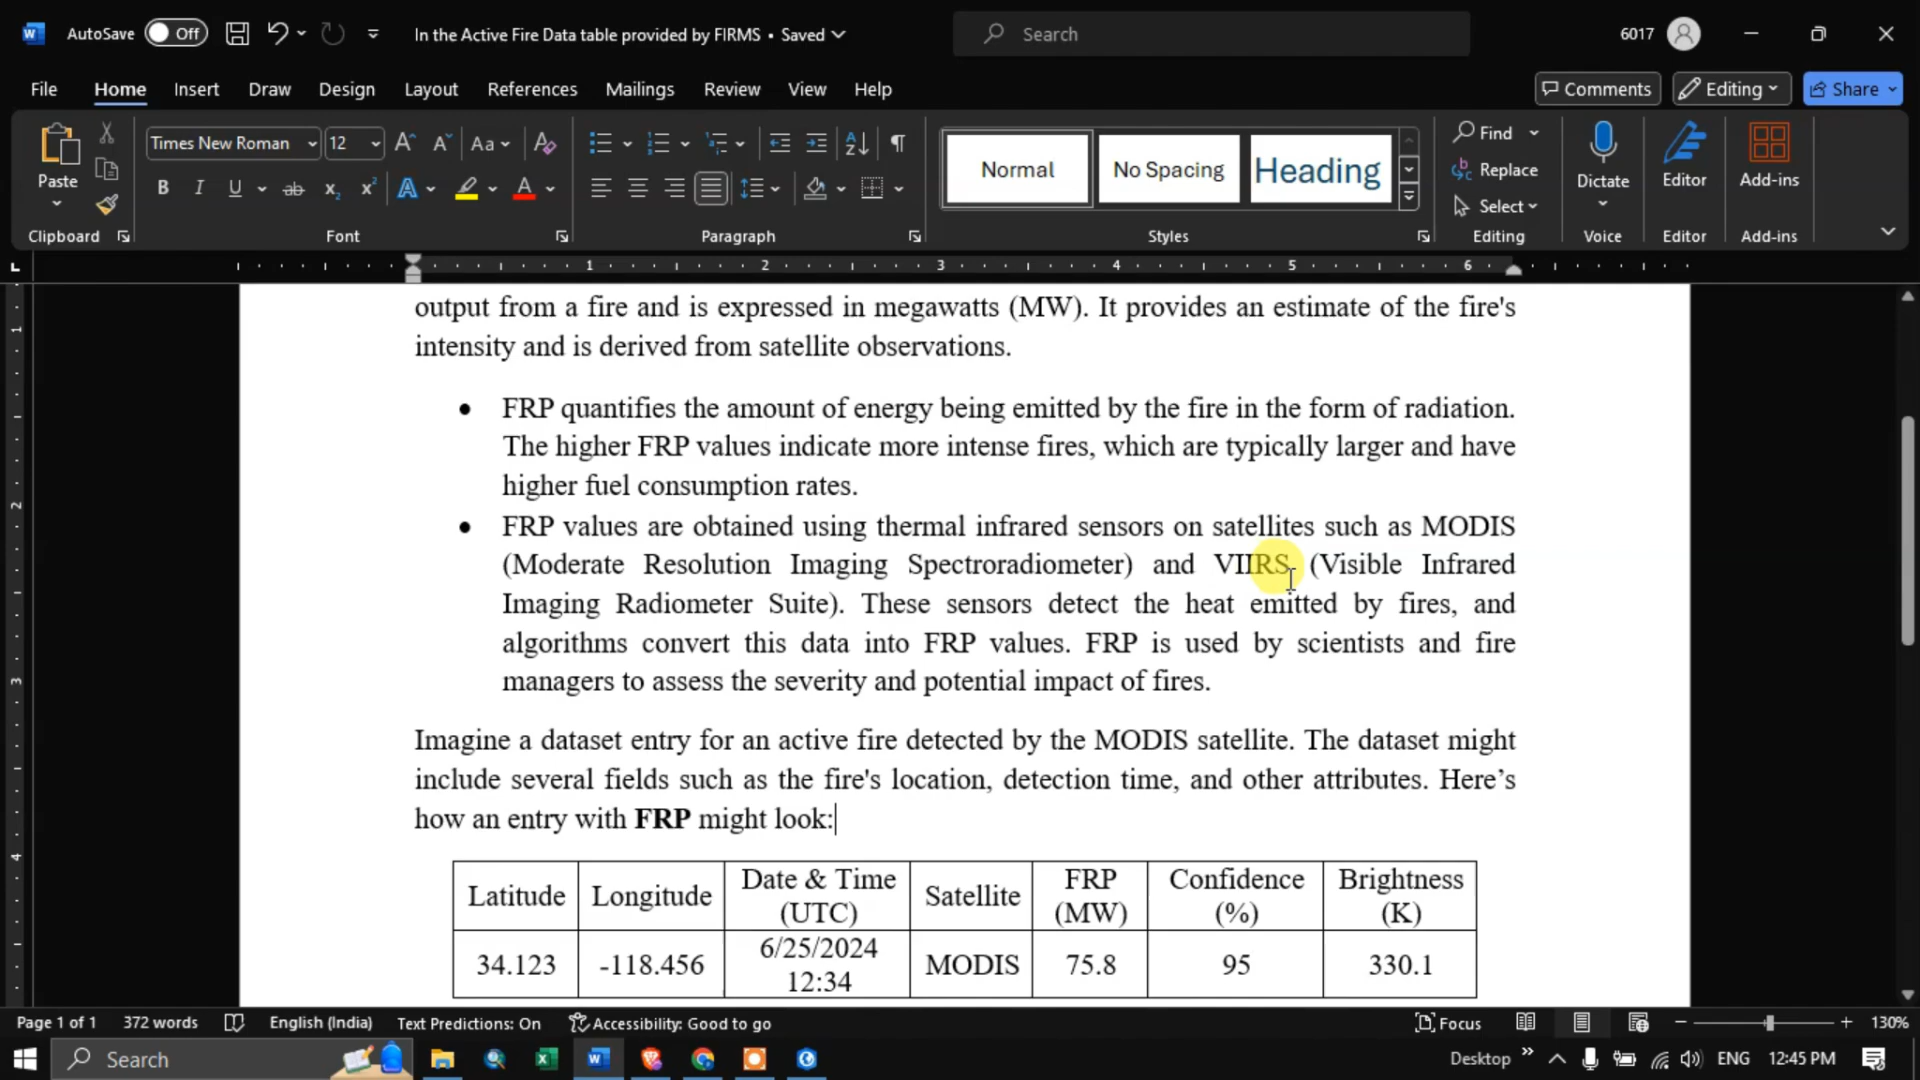 AutoSave Off In the Active Fire Data table provided by FIRMS • Saved Search 6017
File Home Insert Draw Design Layout References Mailings Review View Help Comments Editing Share
Paste Times New Roman 12 Aa Normal No Spacing Heading Find Replace Select Dictate Editor Add-ins
Clipboard Font Paragraph Styles Editing Voice Editor Add-ins
1 2 3 4 5 6
output from a fire and is expressed in megawatts (MW). It provides an estimate of the fire's
intensity and is derived from satellite observations.
• FRP quantifies the amount of energy being emitted by the fire in the form of radiation.
The higher FRP values indicate more intense fires, which are typically larger and have
higher fuel consumption rates.
• FRP values are obtained using thermal infrared sensors on satellites such as MODIS
(Moderate Resolution Imaging Spectroradiometer) and VIIRS (Visible Infrared
Imaging Radiometer Suite). These sensors detect the heat emitted by fires, and
algorithms convert this data into FRP values. FRP is used by scientists and fire
managers to assess the severity and potential impact of fires.
Imagine a dataset entry for an active fire detected by the MODIS satellite. The dataset might
include several fields such as the fire's location, detection time, and other attributes. Here’s
how an entry with FRP might look:
Latitude Longitude Date & Time (UTC) Satellite FRP (MW) Confidence (%) Brightness (K)
34.123 -118.456 6/25/2024 12:34 MODIS 75.8 95 330.1
Page 1 of 1 372 words English (India) Text Predictions: On Accessibility: Good to go Focus 130%
Search Desktop ENG 12:45 PM